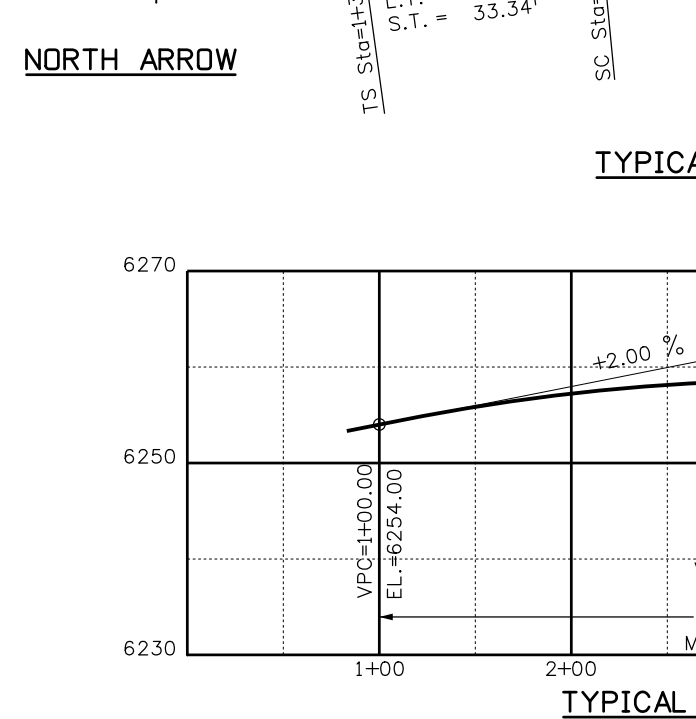 S.T. = 33.34'
TS Sta=1+3
SC Sta=
NORTH ARROW
TYPICA
6270
+2.00 %
6250
VPC=1+00.00
EL.=6254.00
6230
M
1+00 2+00
TYPICAL